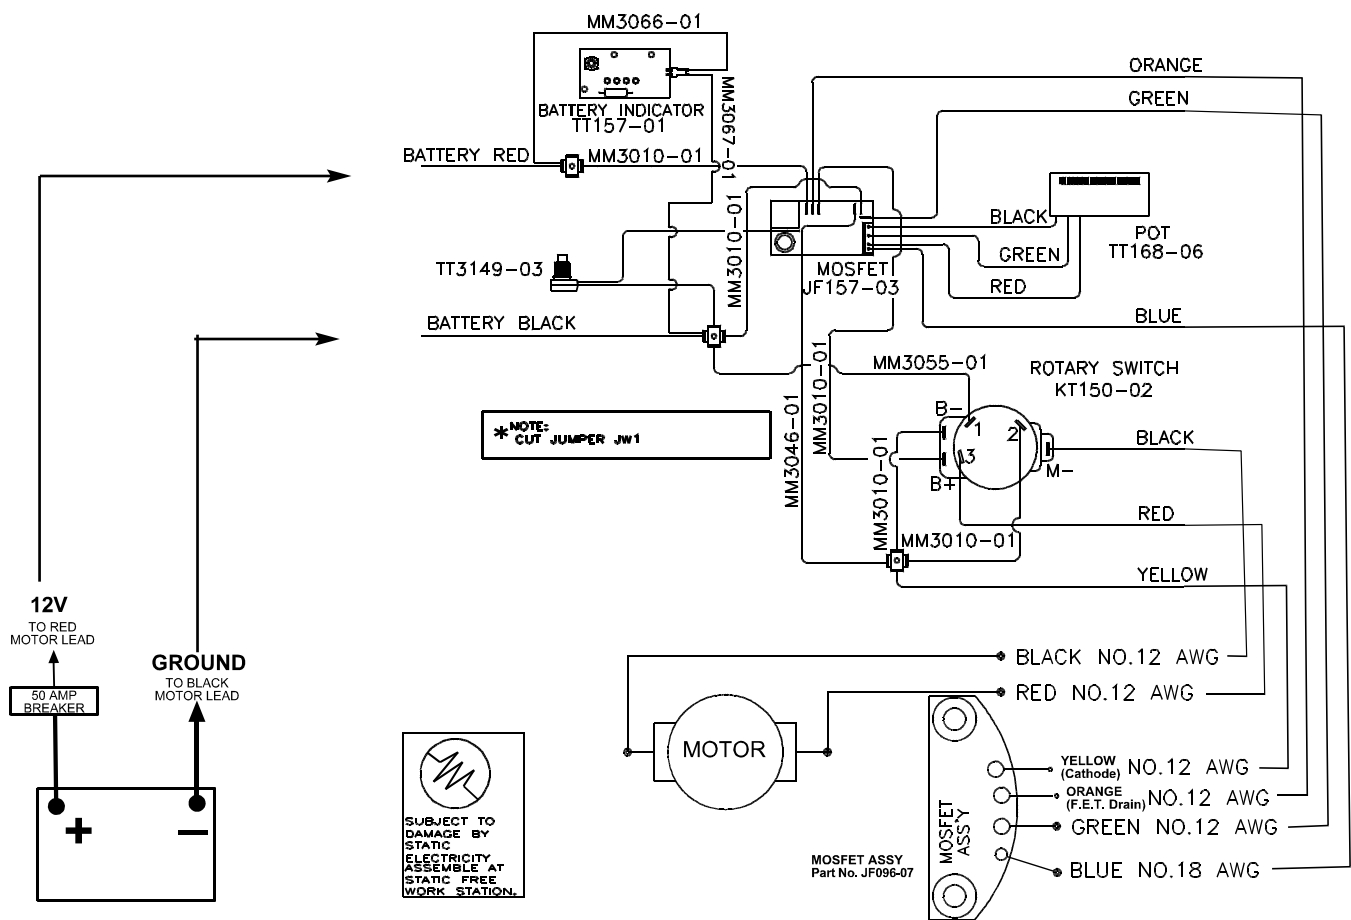 MM3066-01
BATTERY INDICATOR
TT157-01
MM3067-01
ORANGE
GREEN
BATTERY RED
MM3010-01
MM3010-01
BLACK
GREEN
RED
POT
TT168-06
TT3149-03
MOSFET
JF157-03
BATTERY BLACK
BLUE
MM3055-01
ROTARY SWITCH
KT150-02
MM3010-01
MM3046-01
*NOTE:
CUT JUMPER JW1
B-
1
2
3
B+
M-
BLACK
MM3010-01
RED
MM3010-01
YELLOW
12V
TO RED
MOTOR LEAD
50 AMP
BREAKER
GROUND
TO BLACK
MOTOR LEAD
+
-
BLACK NO.12 AWG
RED NO.12 AWG
MOTOR
YELLOW
(Cathode) NO.12 AWG
ORANGE
(F.E.T. Drain) NO.12 AWG
GREEN NO.12 AWG
BLUE NO.18 AWG
MOSFET
ASS'Y
MOSFET ASSY
Part No. JF096-07
SUBJECT TO
DAMAGE BY
STATIC
ELECTRICITY
ASSEMBLE AT
STATIC FREE
WORK STATION.